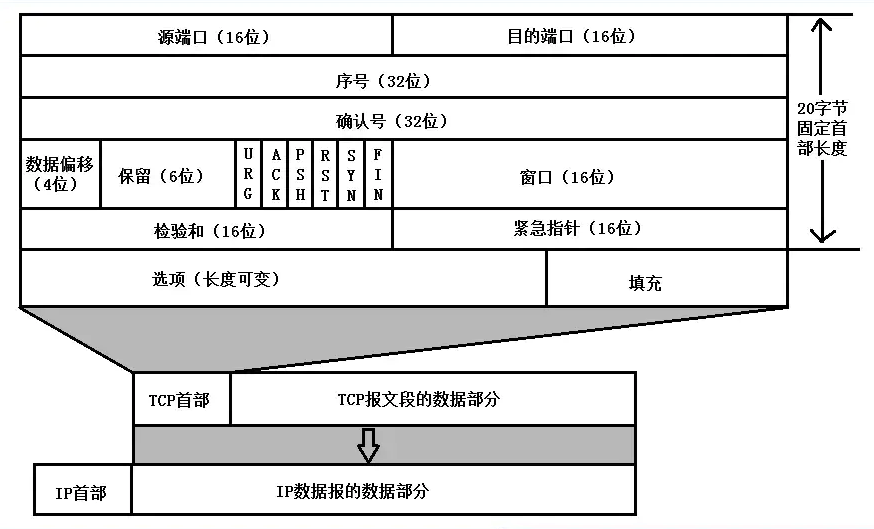 源端口（16位）
目的端口（16位）
序号（32位）
确认号（32位）
20字节
固定首
部长度
数据偏移
（4位）
保留（6位）
URG
ACK
PSH
RST
SYN
FIN
窗口（16位）
检验和（16位）
紧急指针（16位）
选项（长度可变）
填充
TCP首部
TCP报文段的数据部分
IP首部
IP数据报的数据部分